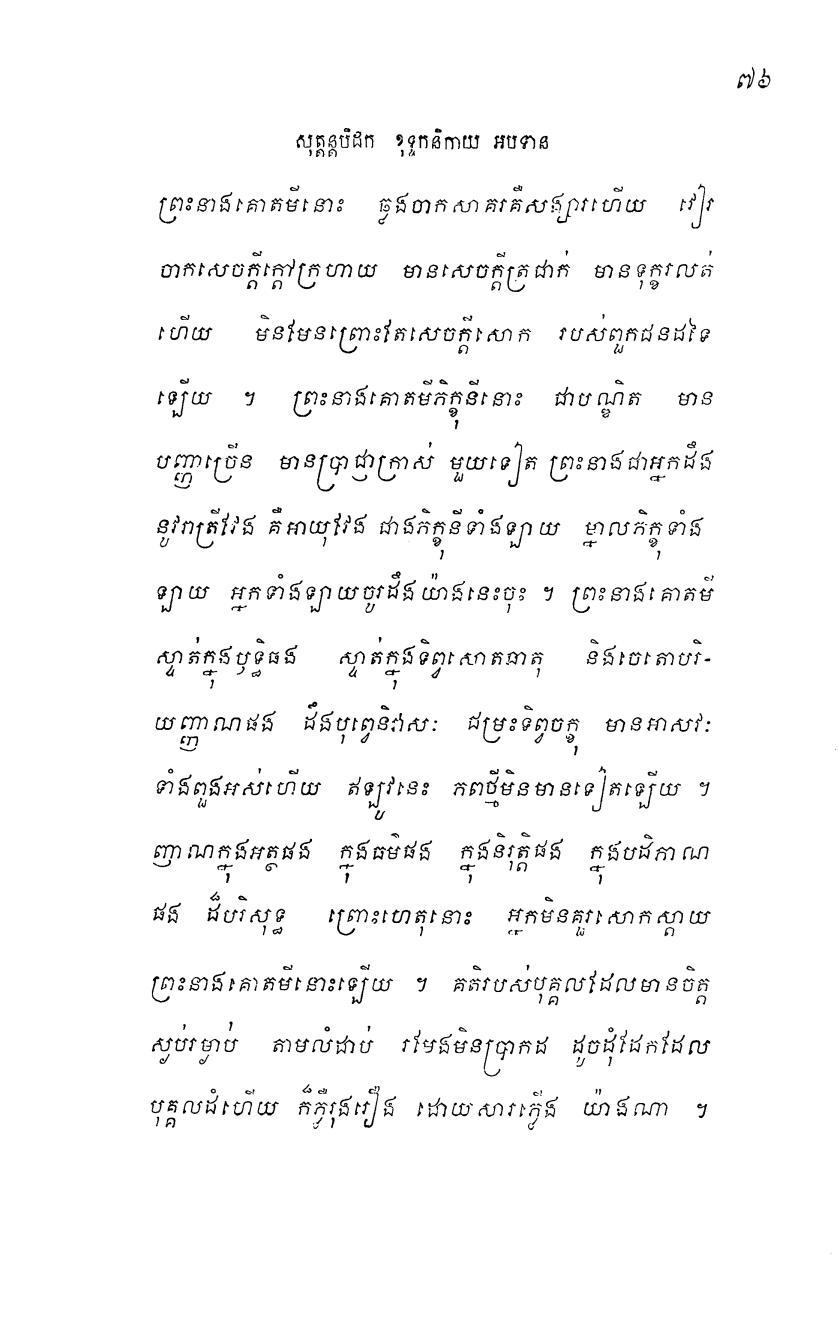 ៧៦
សុត្តន្តបិដក ខុទ្ទកនិកាយ អបទាន
ព្រះនាងគោតមីនោះ ឆ្លងចាកសាគរគឺសង្សារហើយ វៀរ
ចាកសេចក្តីក្តៅក្រហាយ មានសេចក្តីត្រជាក់ មានទុក្ខរលត់
ហើយ មិនមែនព្រោះតែសេចក្តីសោក របស់ពួកជនដទៃ
ឡើយ ។ ព្រះនាងគោតមីភិក្ខុនីនោះ ជាបណ្ឌិត មាន
បញ្ញាច្រើន មានប្រាជ្ញាក្រាស់ មួយទៀត ព្រះនាងជាអ្នកដឹង
នូវរាត្រីវែង គឺអាយុវែង ជាងភិក្ខុនីទាំងឡាយ ម្នាលភិក្ខុទាំង
ឡាយ អ្នកទាំងឡាយចូរដឹងយ៉ាងនេះចុះ ។ ព្រះនាងគោតមី
ស្ទាត់ក្នុងឫទ្ធិផង ស្ទាត់ក្នុងទិព្វសោតធាតុ និងចេតោបរិ-
យញ្ញាណផង ដឹងបុព្វេនិវាសៈ ជម្រះទិព្វចក្ខុ មានអាសវៈ
ទាំងពួងអស់ហើយ ឥឡូវនេះ ភពថ្មីមិនមានទៀតឡើយ ។
ញាណក្នុងអត្ថផង ក្នុងធម៌ផង ក្នុងនិរុត្តិផង ក្នុងបដិភាណ
ផង ដ៏បរិសុទ្ធ ព្រោះហេតុនោះ អ្នកមិនគួរសោកស្តាយ
ព្រះនាងគោតមីនោះឡើយ ។ គតិរបស់បុគ្គលដែលមានចិត្ត
ស្ងប់រម្ងាប់ តាមលំដាប់ រមែងមិនប្រាកដ ដូចដុំដែកដែល
បុគ្គលដំហើយ ក៏ភ្លឺរុងរឿង ដោយសារភ្លើង យ៉ាងណា ។